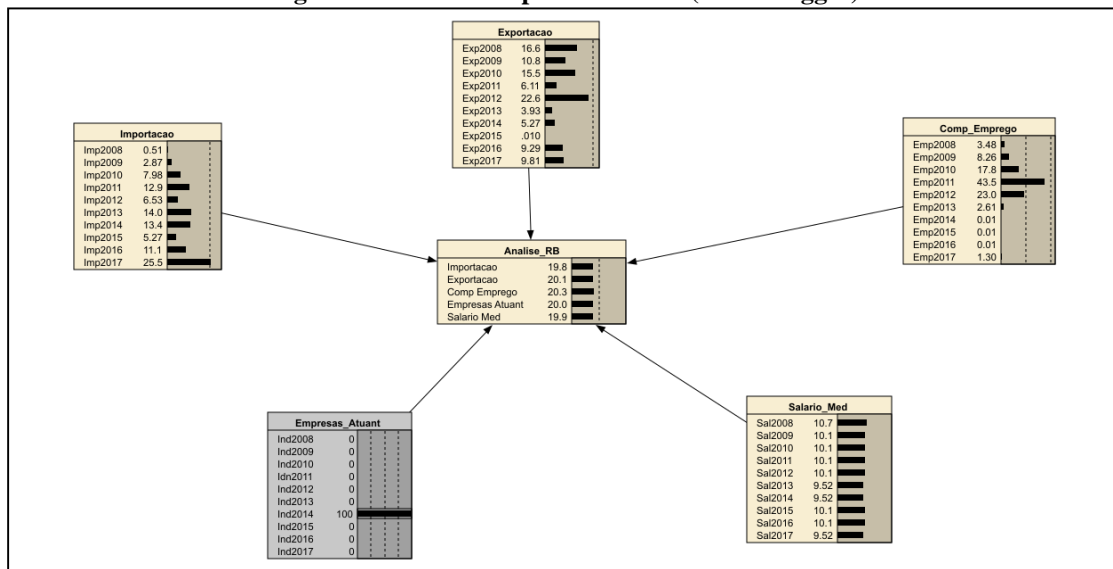 Exportacao
Exp2008 16.6
Exp2009 10.8
Exp2010 15.5
Exp2011 6.11
Exp2012 22.6
Exp2013 3.93
Exp2014 5.27
Exp2015 .010
Exp2016 9.29
Exp2017 9.81
Importacao
Imp2008 0.51
Imp2009 2.87
Imp2010 7.98
Imp2011 12.9
Imp2012 6.53
Imp2013 14.0
Imp2014 13.4
Imp2015 5.27
Imp2016 11.1
Imp2017 25.5
Comp_Emprego
Emp2008 3.48
Emp2009 8.26
Emp2010 17.8
Emp2011 43.5
Emp2012 23.0
Emp2013 2.61
Emp2014 0.01
Emp2015 0.01
Emp2016 0.01
Emp2017 1.30
Analise_RB
Importacao 19.8
Exportacao 20.1
Comp Emprego 20.3
Empresas Atuant 20.0
Salario Med 19.9
Empresas_Atuant
Ind2008 0
Ind2009 0
Ind2010 0
Idn2011 0
Ind2012 0
Ind2013 0
Ind2014 100
Ind2015 0
Ind2016 0
Ind2017 0
Salario_Med
Sal2008 10.7
Sal2009 10.1
Sal2010 10.1
Sal2011 10.1
Sal2012 10.1
Sal2013 9.52
Sal2014 9.52
Sal2015 10.1
Sal2016 10.1
Sal2017 9.52